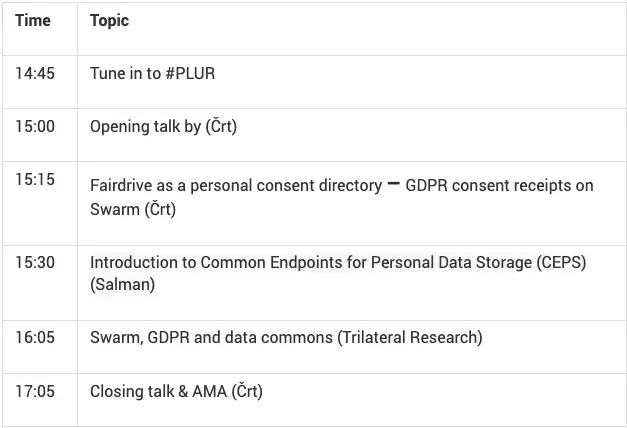 Time Topic
14:45 Tune in to #PLUR
15:00 Opening talk by (Črt)
15:15 Fairdrive as a personal consent directory – GDPR consent receipts on
Swarm (Črt)
15:30 Introduction to Common Endpoints for Personal Data Storage (CEPS)
(Salman)
16:05 Swarm, GDPR and data commons (Trilateral Research)
17:05 Closing talk & AMA (Črt)